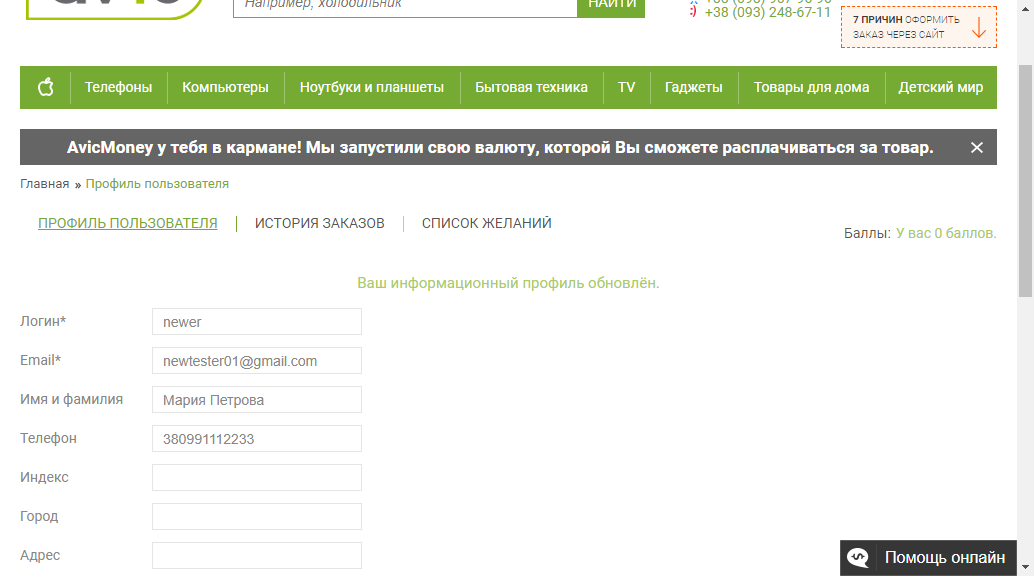 Например, холодильник
НАЙТИ
+38 (093) 248-67-11
7 ПРИЧИН ОФОРМИТЬ
ЗАКАЗ ЧЕРЕЗ САЙТ
Телефоны
Компьютеры
Ноутбуки и планшеты
Бытовая техника
TV
Гаджеты
Товары для дома
Детский мир
AvicMoney у тебя в кармане! Мы запустили свою валюту, которой Вы сможете расплачиваться за товар.
Главная » Профиль пользователя
ПРОФИЛЬ ПОЛЬЗОВАТЕЛЯ
ИСТОРИЯ ЗАКАЗОВ
СПИСОК ЖЕЛАНИЙ
Баллы: У вас 0 баллов.
Ваш информационный профиль обновлён.
Логин* newer
Email* newtester01@gmail.com
Имя и фамилия Мария Петрова
Телефон 380991112233
Индекс
Город
Адрес
Помощь онлайн